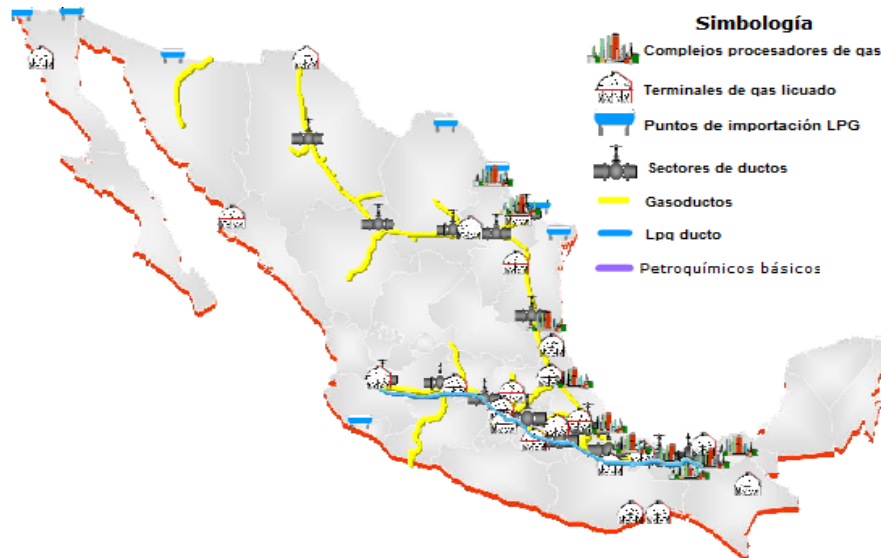 Simbología
Complejos procesadores de gas
Terminales de gas licuado
Puntos de importación LPG
Sectores de ductos
Gasoductos
Lpg ducto
Petroquímicos básicos